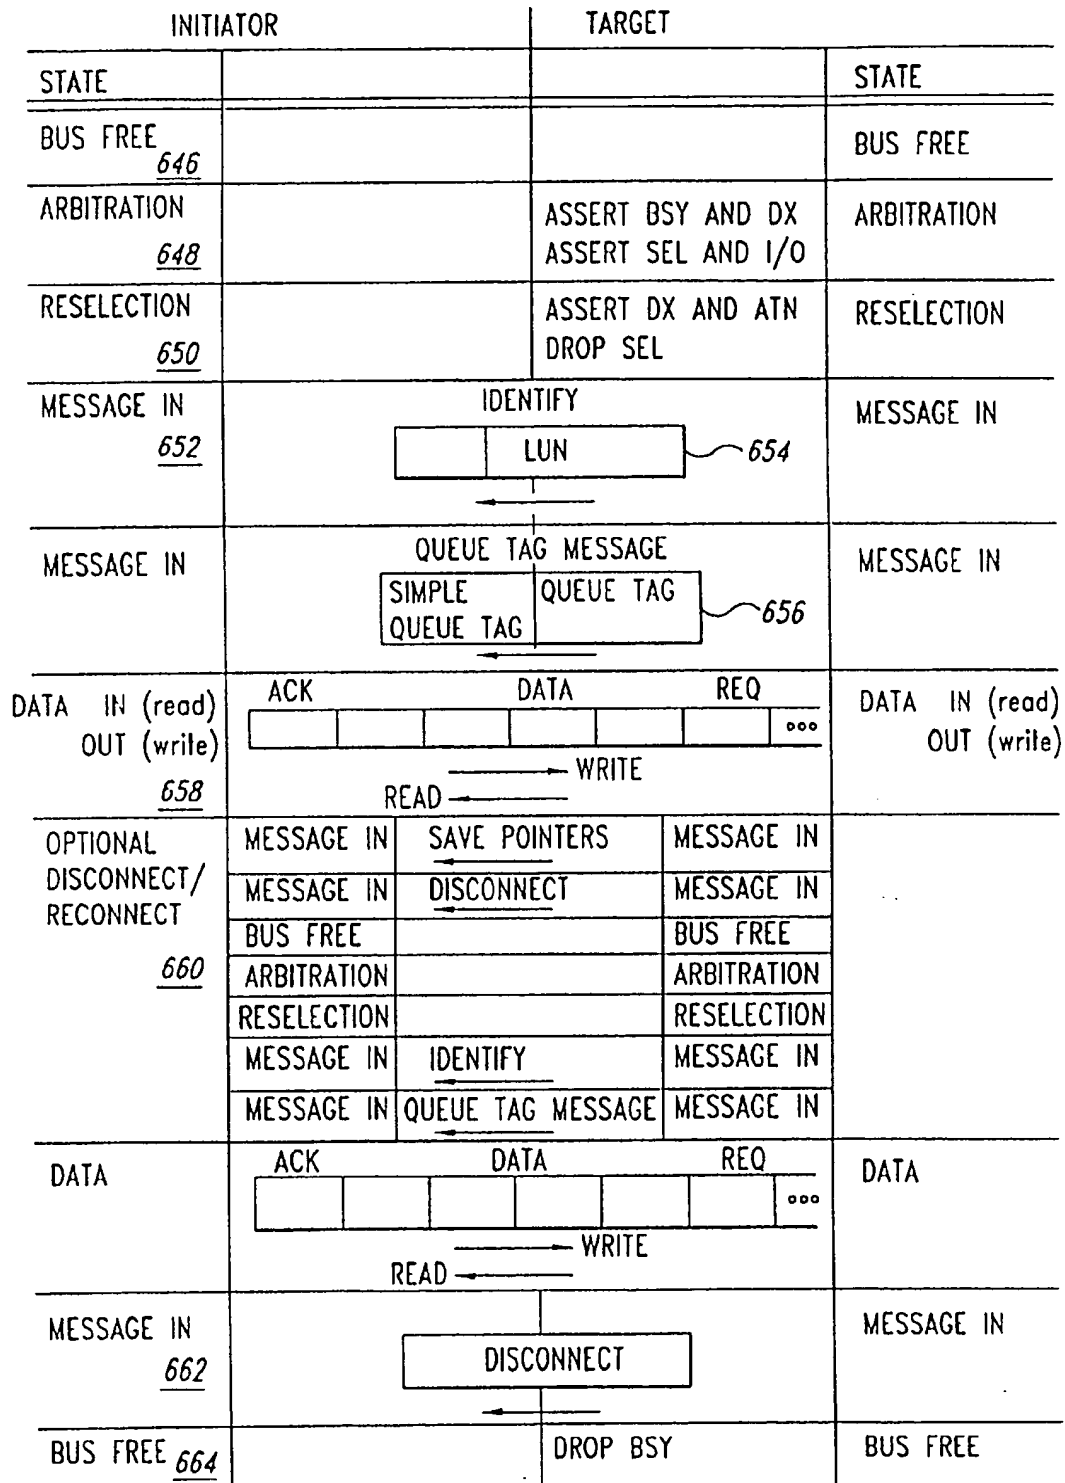 INITIATOR TARGET
STATE STATE
BUS FREE BUS FREE
646
ARBITRATION ASSERT BSY AND DX ARBITRATION
648 ASSERT SEL AND I/O
RESELECTION ASSERT DX AND ATN RESELECTION
650 DROP SEL
MESSAGE IN IDENTIFY MESSAGE IN
652 LUN 654
MESSAGE IN QUEUE TAG MESSAGE MESSAGE IN
SIMPLE QUEUE TAG 656
QUEUE TAG
DATA IN (read) ACK DATA REQ DATA IN (read)
OUT (write) ooo OUT (write)
WRITE
658 READ
OPTIONAL MESSAGE IN SAVE POINTERS MESSAGE IN
DISCONNECT/ MESSAGE IN DISCONNECT MESSAGE IN
RECONNECT BUS FREE BUS FREE
660 ARBITRATION ARBITRATION
RESELECTION RESELECTION
MESSAGE IN IDENTIFY MESSAGE IN
MESSAGE IN QUEUE TAG MESSAGE MESSAGE IN
DATA ACK DATA REQ DATA
ooo
WRITE
READ
MESSAGE IN MESSAGE IN
662 DISCONNECT
BUS FREE 664 DROP BSY BUS FREE